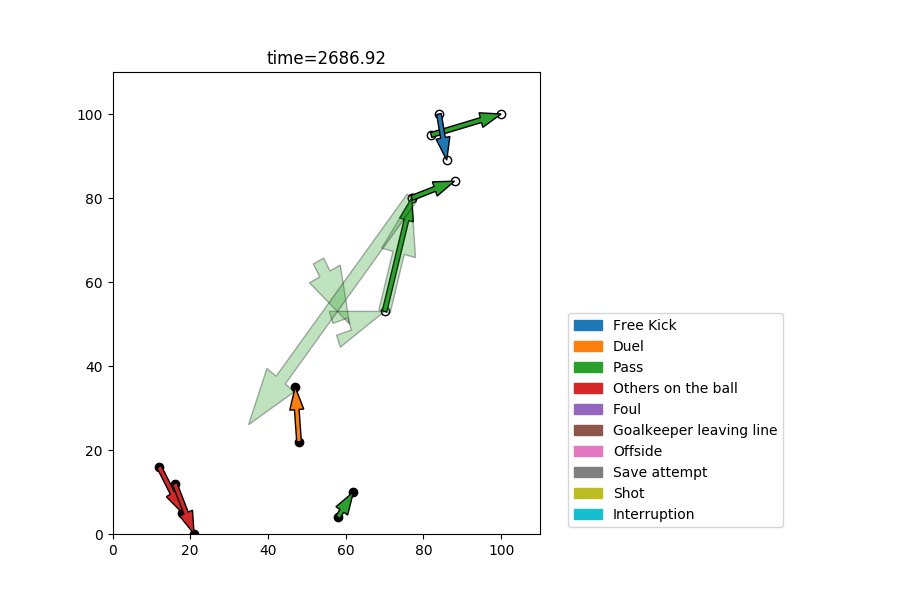 time=2686.92
100
80
60
40
20
0
0
20
40
60
80
100
Free Kick
Duel
Pass
Others on the ball
Foul
Goalkeeper leaving line
Offside
Save attempt
Shot
Interruption